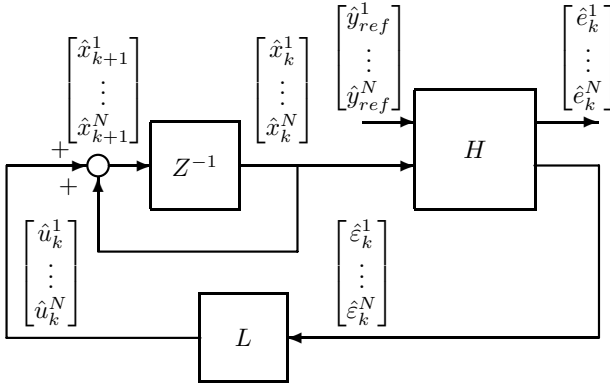 x̂¹ₖ₊₁
⋮
x̂ᴺₖ₊₁
x̂¹ₖ
⋮
x̂ᴺₖ
ŷ¹ref
⋮
ŷᴺref
ê¹ₖ
⋮
êᴺₖ
+
+
Z⁻¹
H
û¹ₖ
⋮
ûᴺₖ
ε̂¹ₖ
⋮
ε̂ᴺₖ
L